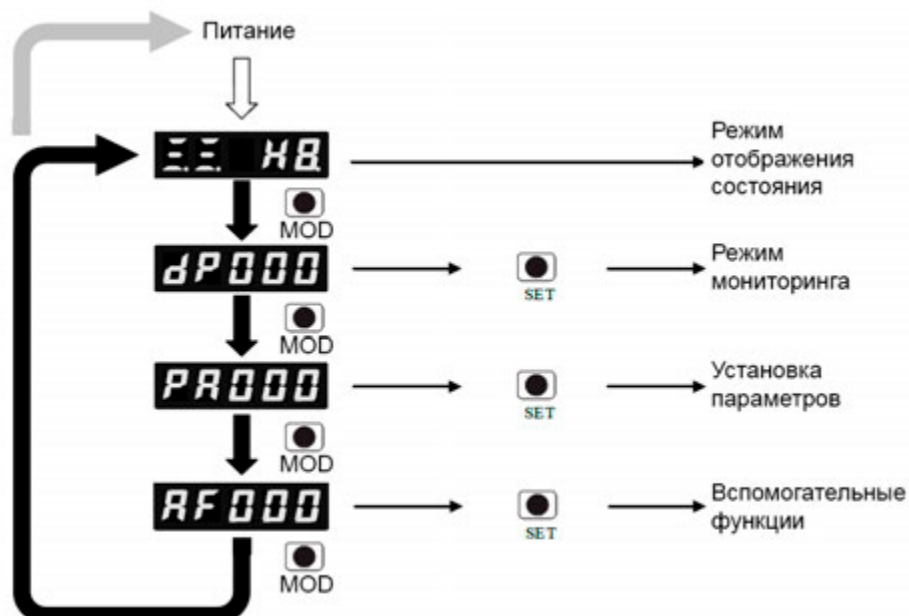 Питание
H8.
Режим
отображения
состояния
MOD
dP000
SET
Режим
мониторинга
MOD
PA000
SET
Установка
параметров
MOD
AF000
SET
Вспомогательные
функции
MOD